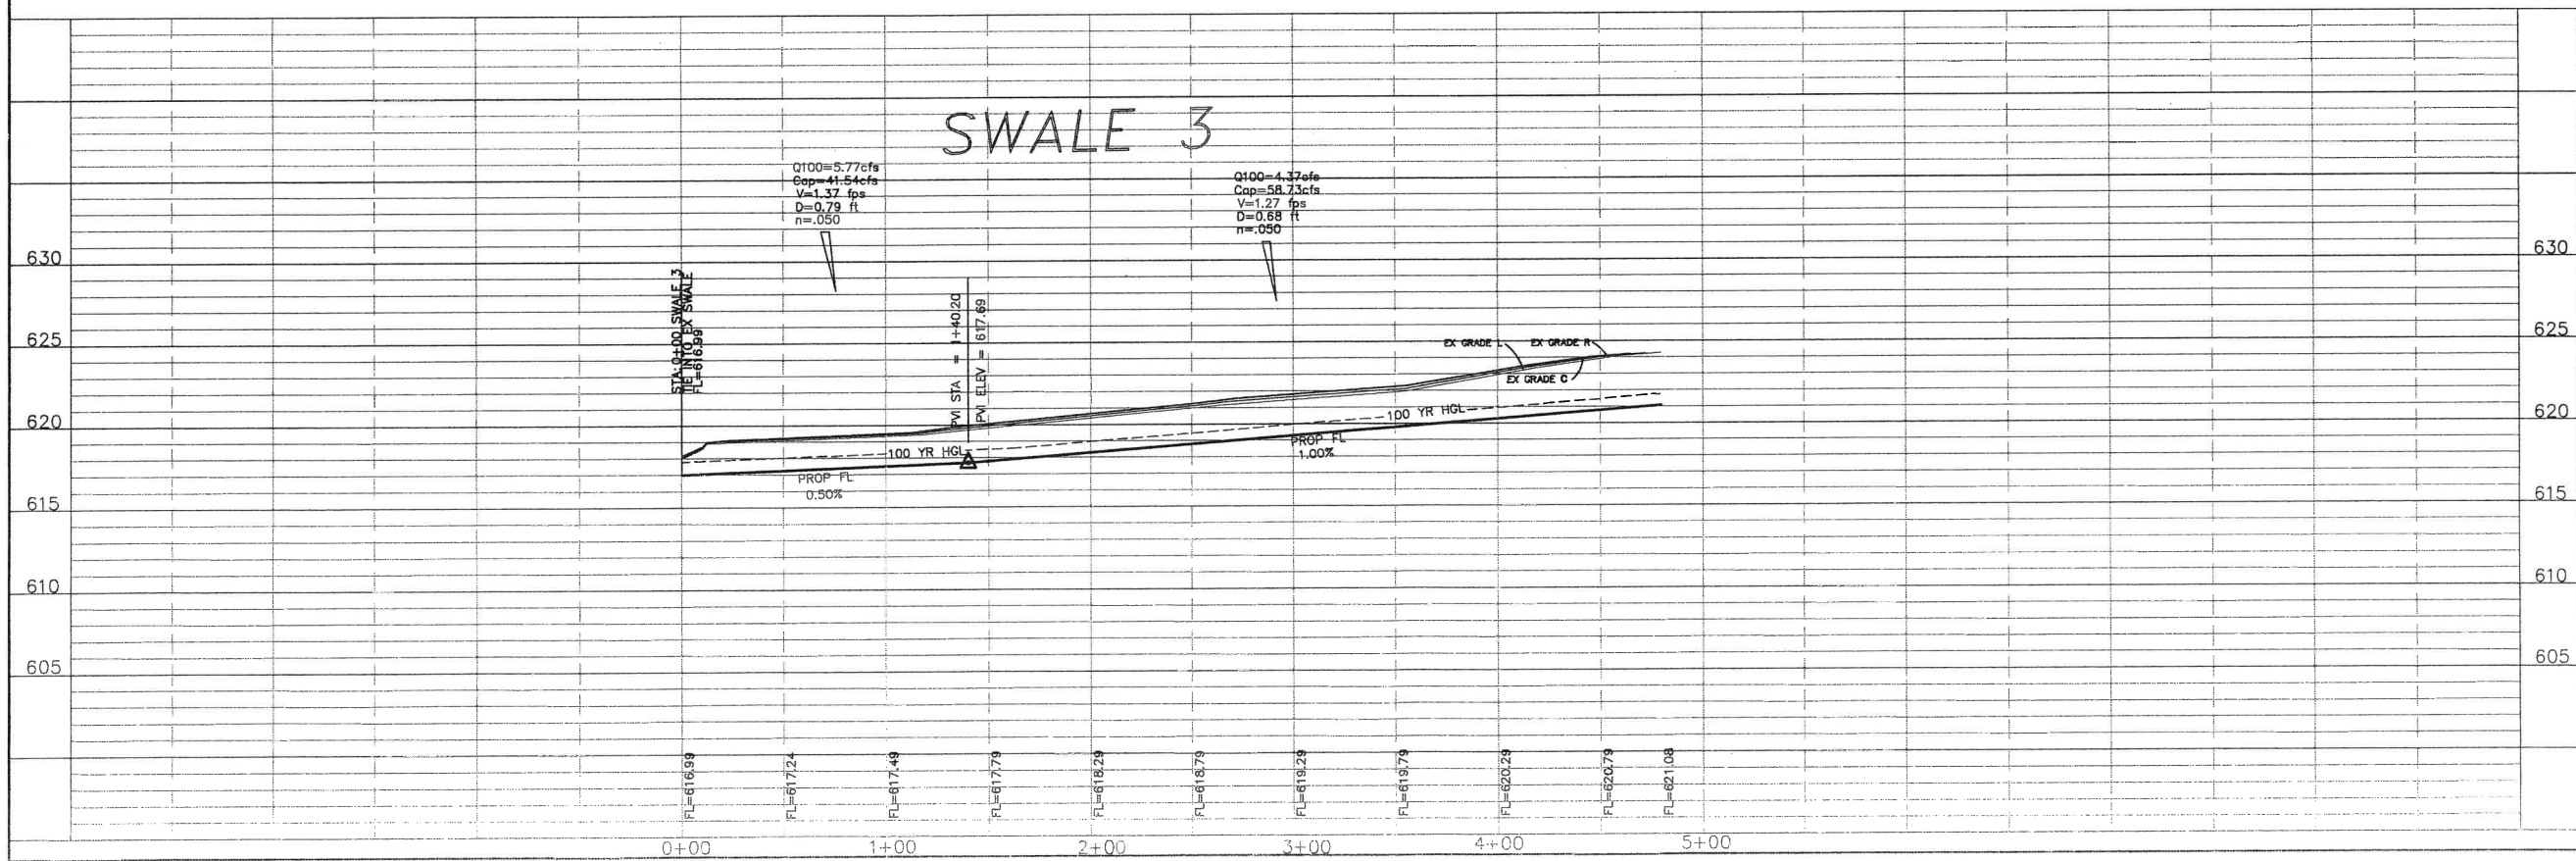 SWALE 3
Q100=5.77cfs
Cap=41.54cfs
V=1.37 fps
D=0.79 ft
n=.050
Q100=4.37cfs
Cap=58.73cfs
V=1.27 fps
D=0.68 ft
n=.050
630
630
STA:0+00 SWALE 3
TIE INTO EX SWALE
FL=616.99
PVI STA = 1+40.20
PVI ELEV = 617.69
625
625
EX GRADE L
EX GRADE R
EX GRADE C
620
620
100 YR HGL
100 YR HGL
PROP FL
1.00%
PROP FL
0.50%
615
615
610
610
605
605
FL=616.99
FL=617.24
FL=617.49
FL=617.79
FL=618.29
FL=618.79
FL=619.29
FL=619.79
FL=620.29
FL=620.79
FL=621.08
0+00
1+00
2+00
3+00
4+00
5+00